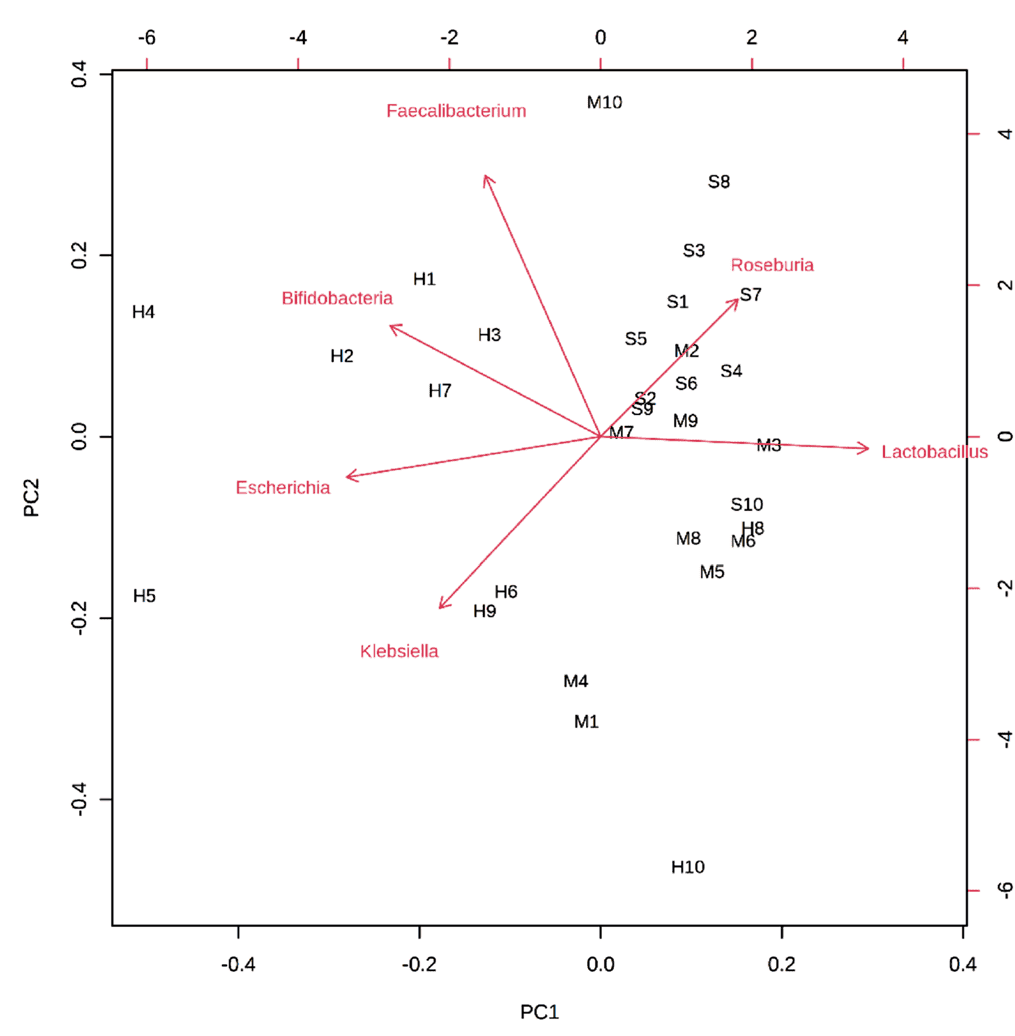 -6 -4 -2 0 2 4
0.4
M10
Faecalibacterium
4
S8
0.2
S3
Roseburia
H1
2
S7
Bifidobacteria
S1
H4
H3
S5
M2
H2
S4
S6
H7
S2
S9
M9
M7
0.0
0
M3
Lactobacillus
Escherichia
S10
H8
M8
M6
M5
PC2
H6
H5
-2
H9
-0.2
Klebsiella
M4
M1
-4
-0.4
H10
-6
-0.4 -0.2 0.0 0.2 0.4
PC1